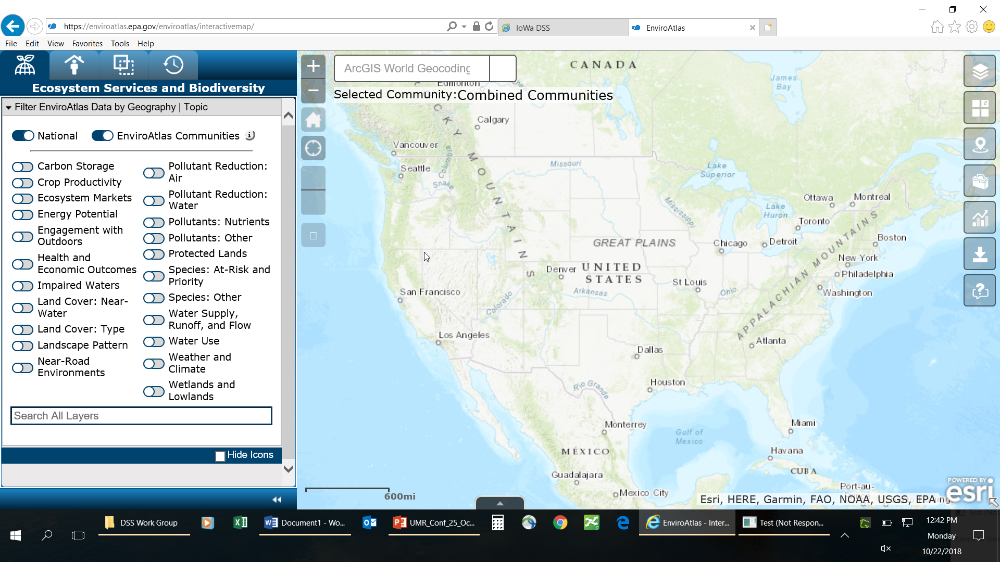 https://enviroatlas.epa.gov/enviroatlas/interactivemap/
IoWa DSS
EnviroAtlas
File Edit View Favorites Tools Help
Ecosystem Services and Biodiversity
Filter EnviroAtlas Data by Geography | Topic
National
EnviroAtlas Communities
Carbon Storage
Crop Productivity
Ecosystem Markets
Energy Potential
Engagement with
Outdoors
Health and
Economic Outcomes
Impaired Waters
Land Cover: Near-
Water
Land Cover: Type
Landscape Pattern
Near-Road
Environments
Pollutant Reduction:
Air
Pollutant Reduction:
Water
Pollutants: Nutrients
Pollutants: Other
Protected Lands
Species: At-Risk and
Priority
Species: Other
Water Supply,
Runoff, and Flow
Water Use
Weather and
Climate
Wetlands and
Lowlands
Search All Layers
Hide Icons
ArcGIS World Geocoding
Selected Community:Combined Communities
CANADA
Edmonton
James
Bay
Calgary
Vancouver
Seattle
Columbia
Snake
Missouri
Lake
Superior
Mississippi
Ottawa
Montreal
Lake
Huron
Toronto
Boston
GREAT PLAINS
Chicago
Detroit
New York
Philadelphia
Denver
UNITED
STATES
St Louis
Washington
Ohio
Arkansas
San Francisco
Colorado
CKY MOUNTAINS
APPALACHIAN MOUNTAINS
Los Angeles
Atlanta
Dallas
Houston
Rio Grande
Monterrey
Miami
Gulf of
Mexico
MÉXICO
Havana
CUBA
Guadalajara
Mexico City
Port-au-
600mi
POWERED BY
esri
Esri, HERE, Garmin, FAO, NOAA, USGS, EPA
DSS Work Group
Document1 - Wo...
UMR_Conf_25_Oc...
EnviroAtlas - Inter...
Test (Not Respon...
12:42 PM
Monday
10/22/2018